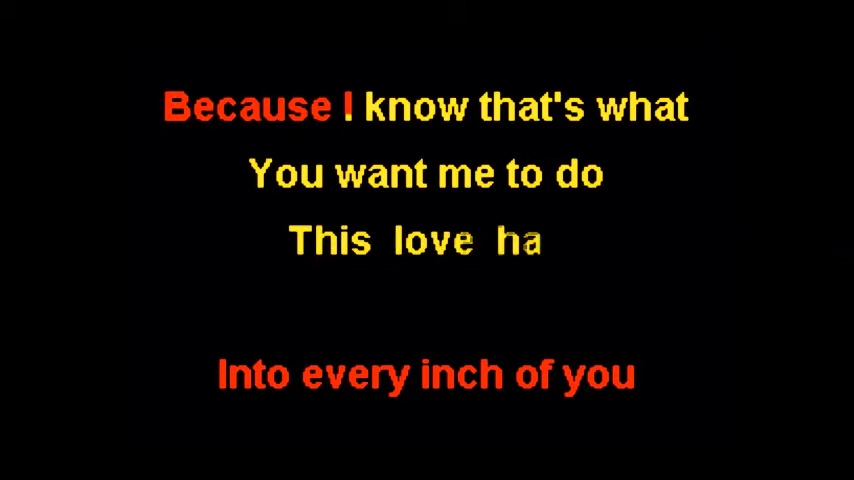 Because I know that's what
You want me to do
This love ha
Into every inch of you